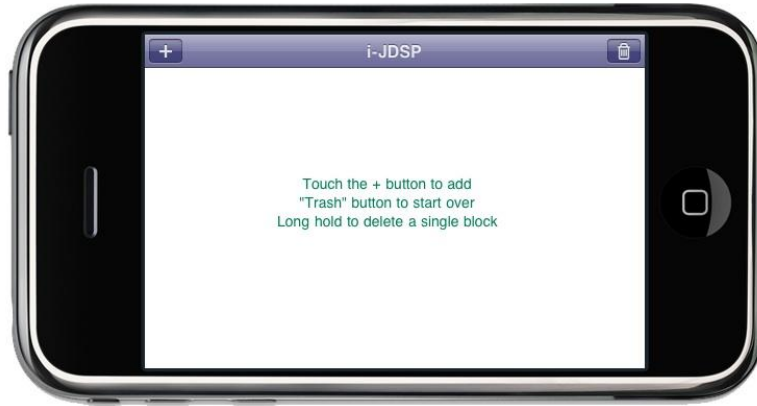 i-JDSP
Touch the + button to add
"Trash" button to start over
Long hold to delete a single block